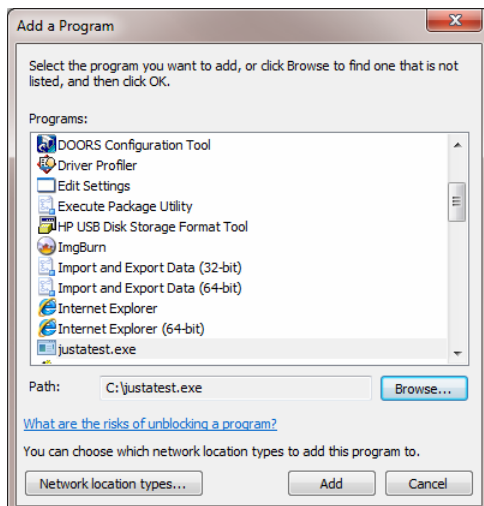 Add a Program
Select the program you want to add, or click Browse to find one that is not
listed, and then click OK.
Programs:
DOORS Configuration Tool
Driver Profiler
Edit Settings
Execute Package Utility
HP USB Disk Storage Format Tool
ImgBurn
Import and Export Data (32-bit)
Import and Export Data (64-bit)
Internet Explorer
Internet Explorer (64-bit)
justatest.exe
Path: C:\justatest.exe Browse...
What are the risks of unblocking a program?
You can choose which network location types to add this program to.
Network location types... Add Cancel